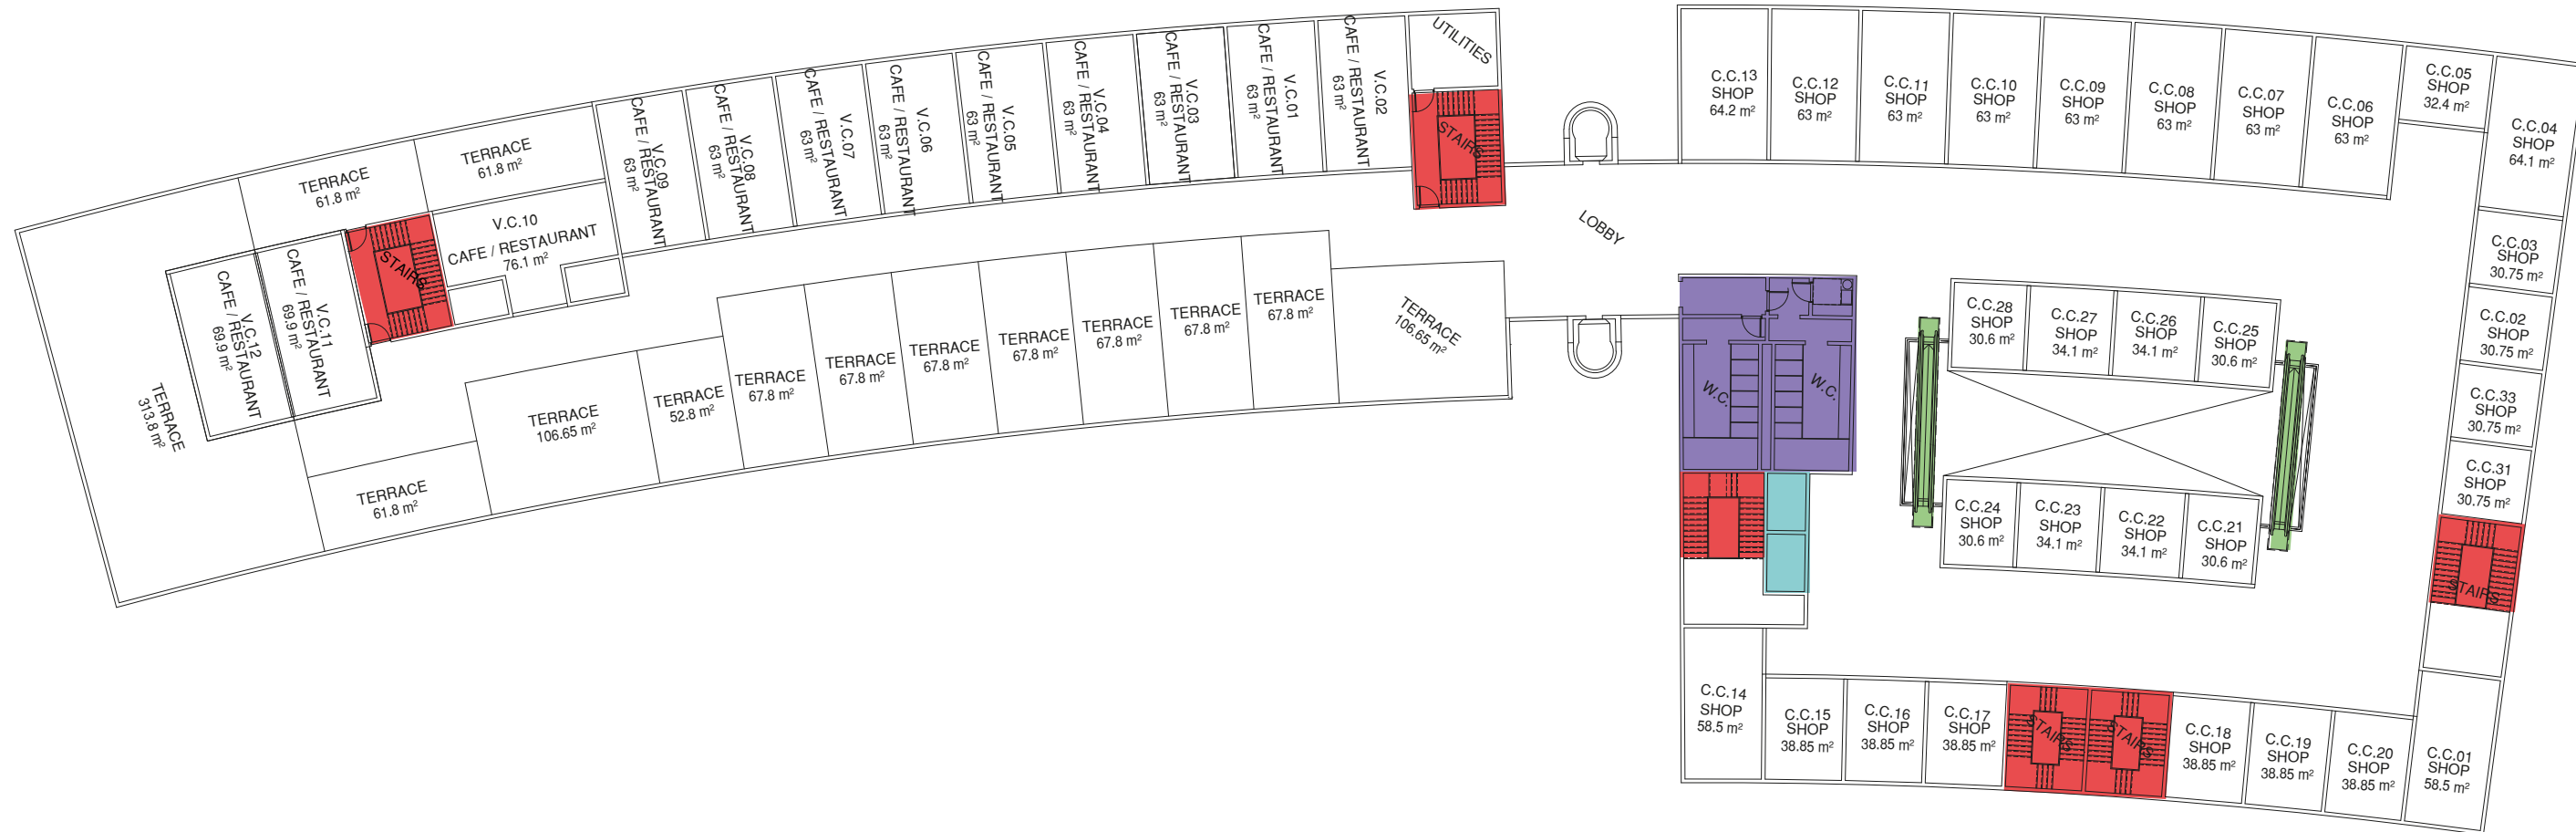 TERRACE
313.8 m²
TERRACE
61.8 m²
TERRACE
61.8 m²
V.C.12
CAFE / RESTAURANT
69.9 m²
V.C.11
CAFE / RESTAURANT
69.9 m²
STAIRS
V.C.10
CAFE / RESTAURANT
76.1 m²
V.C.09
CAFE / RESTAURANT
63 m²
V.C.08
CAFE / RESTAURANT
63 m²
V.C.07
CAFE / RESTAURANT
63 m²
V.C.06
CAFE / RESTAURANT
63 m²
V.C.05
CAFE / RESTAURANT
63 m²
V.C.04
CAFE / RESTAURANT
63 m²
V.C.03
CAFE / RESTAURANT
63 m²
V.C.01
CAFE / RESTAURANT
63 m²
V.C.02
CAFE / RESTAURANT
63 m²
UTILITIES
STAIRS
TERRACE
61.8 m²
TERRACE
106.65 m²
TERRACE
52.8 m²
TERRACE
67.8 m²
TERRACE
67.8 m²
TERRACE
67.8 m²
TERRACE
67.8 m²
TERRACE
67.8 m²
TERRACE
67.8 m²
TERRACE
67.8 m²
TERRACE
106.65 m²
LOBBY
C.C.13
SHOP
64.2 m²
C.C.12
SHOP
63 m²
C.C.11
SHOP
63 m²
C.C.10
SHOP
63 m²
C.C.09
SHOP
63 m²
C.C.08
SHOP
63 m²
C.C.07
SHOP
63 m²
C.C.06
SHOP
63 m²
C.C.05
SHOP
32.4 m²
C.C.04
SHOP
64.1 m²
C.C.03
SHOP
30.75 m²
C.C.02
SHOP
30.75 m²
C.C.33
SHOP
30.75 m²
C.C.31
SHOP
30.75 m²
STAIRS
W.C.
W.C.
C.C.28
SHOP
30.6 m²
C.C.27
SHOP
34.1 m²
C.C.26
SHOP
34.1 m²
C.C.25
SHOP
30.6 m²
C.C.24
SHOP
30.6 m²
C.C.23
SHOP
34.1 m²
C.C.22
SHOP
34.1 m²
C.C.21
SHOP
30.6 m²
C.C.14
SHOP
58.5 m²
C.C.15
SHOP
38.85 m²
C.C.16
SHOP
38.85 m²
C.C.17
SHOP
38.85 m²
STAIRS
STAIRS
C.C.18
SHOP
38.85 m²
C.C.19
SHOP
38.85 m²
C.C.20
SHOP
38.85 m²
C.C.01
SHOP
58.5 m²